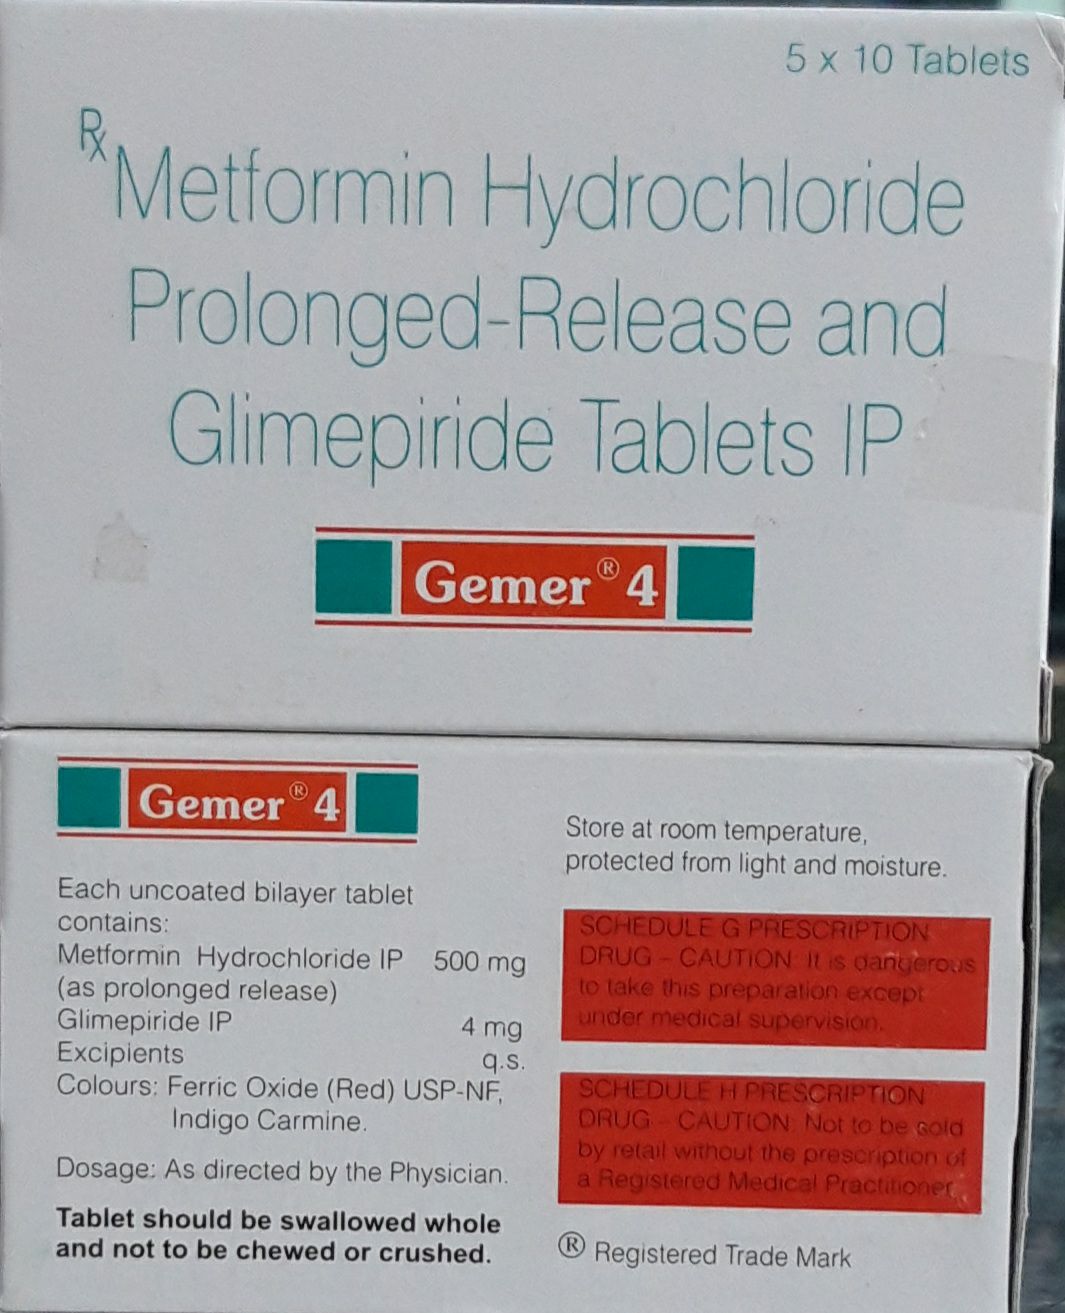 5 x 10 Tablets
Rx Metformin Hydrochloride
Prolonged-Release and
Glimepiride Tablets IP
Gemer ® 4
Gemer ® 4
Each uncoated bilayer tablet
contains:
Metformin Hydrochloride IP 500 mg
(as prolonged release)
Glimepiride IP 4 mg
Excipients q.s.
Colours: Ferric Oxide (Red) USP-NF,
Indigo Carmine.
Dosage: As directed by the Physician.
Tablet should be swallowed whole
and not to be chewed or crushed.
Store at room temperature,
protected from light and moisture.
SCHEDULE G PRESCRIPTION
DRUG - CAUTION: It is dangerous
to take this preparation except
under medical supervision.
SCHEDULE H PRESCRIPTION
DRUG - CAUTION: Not to be sold
by retail without the prescription of
a Registered Medical Practitioner.
® Registered Trade Mark